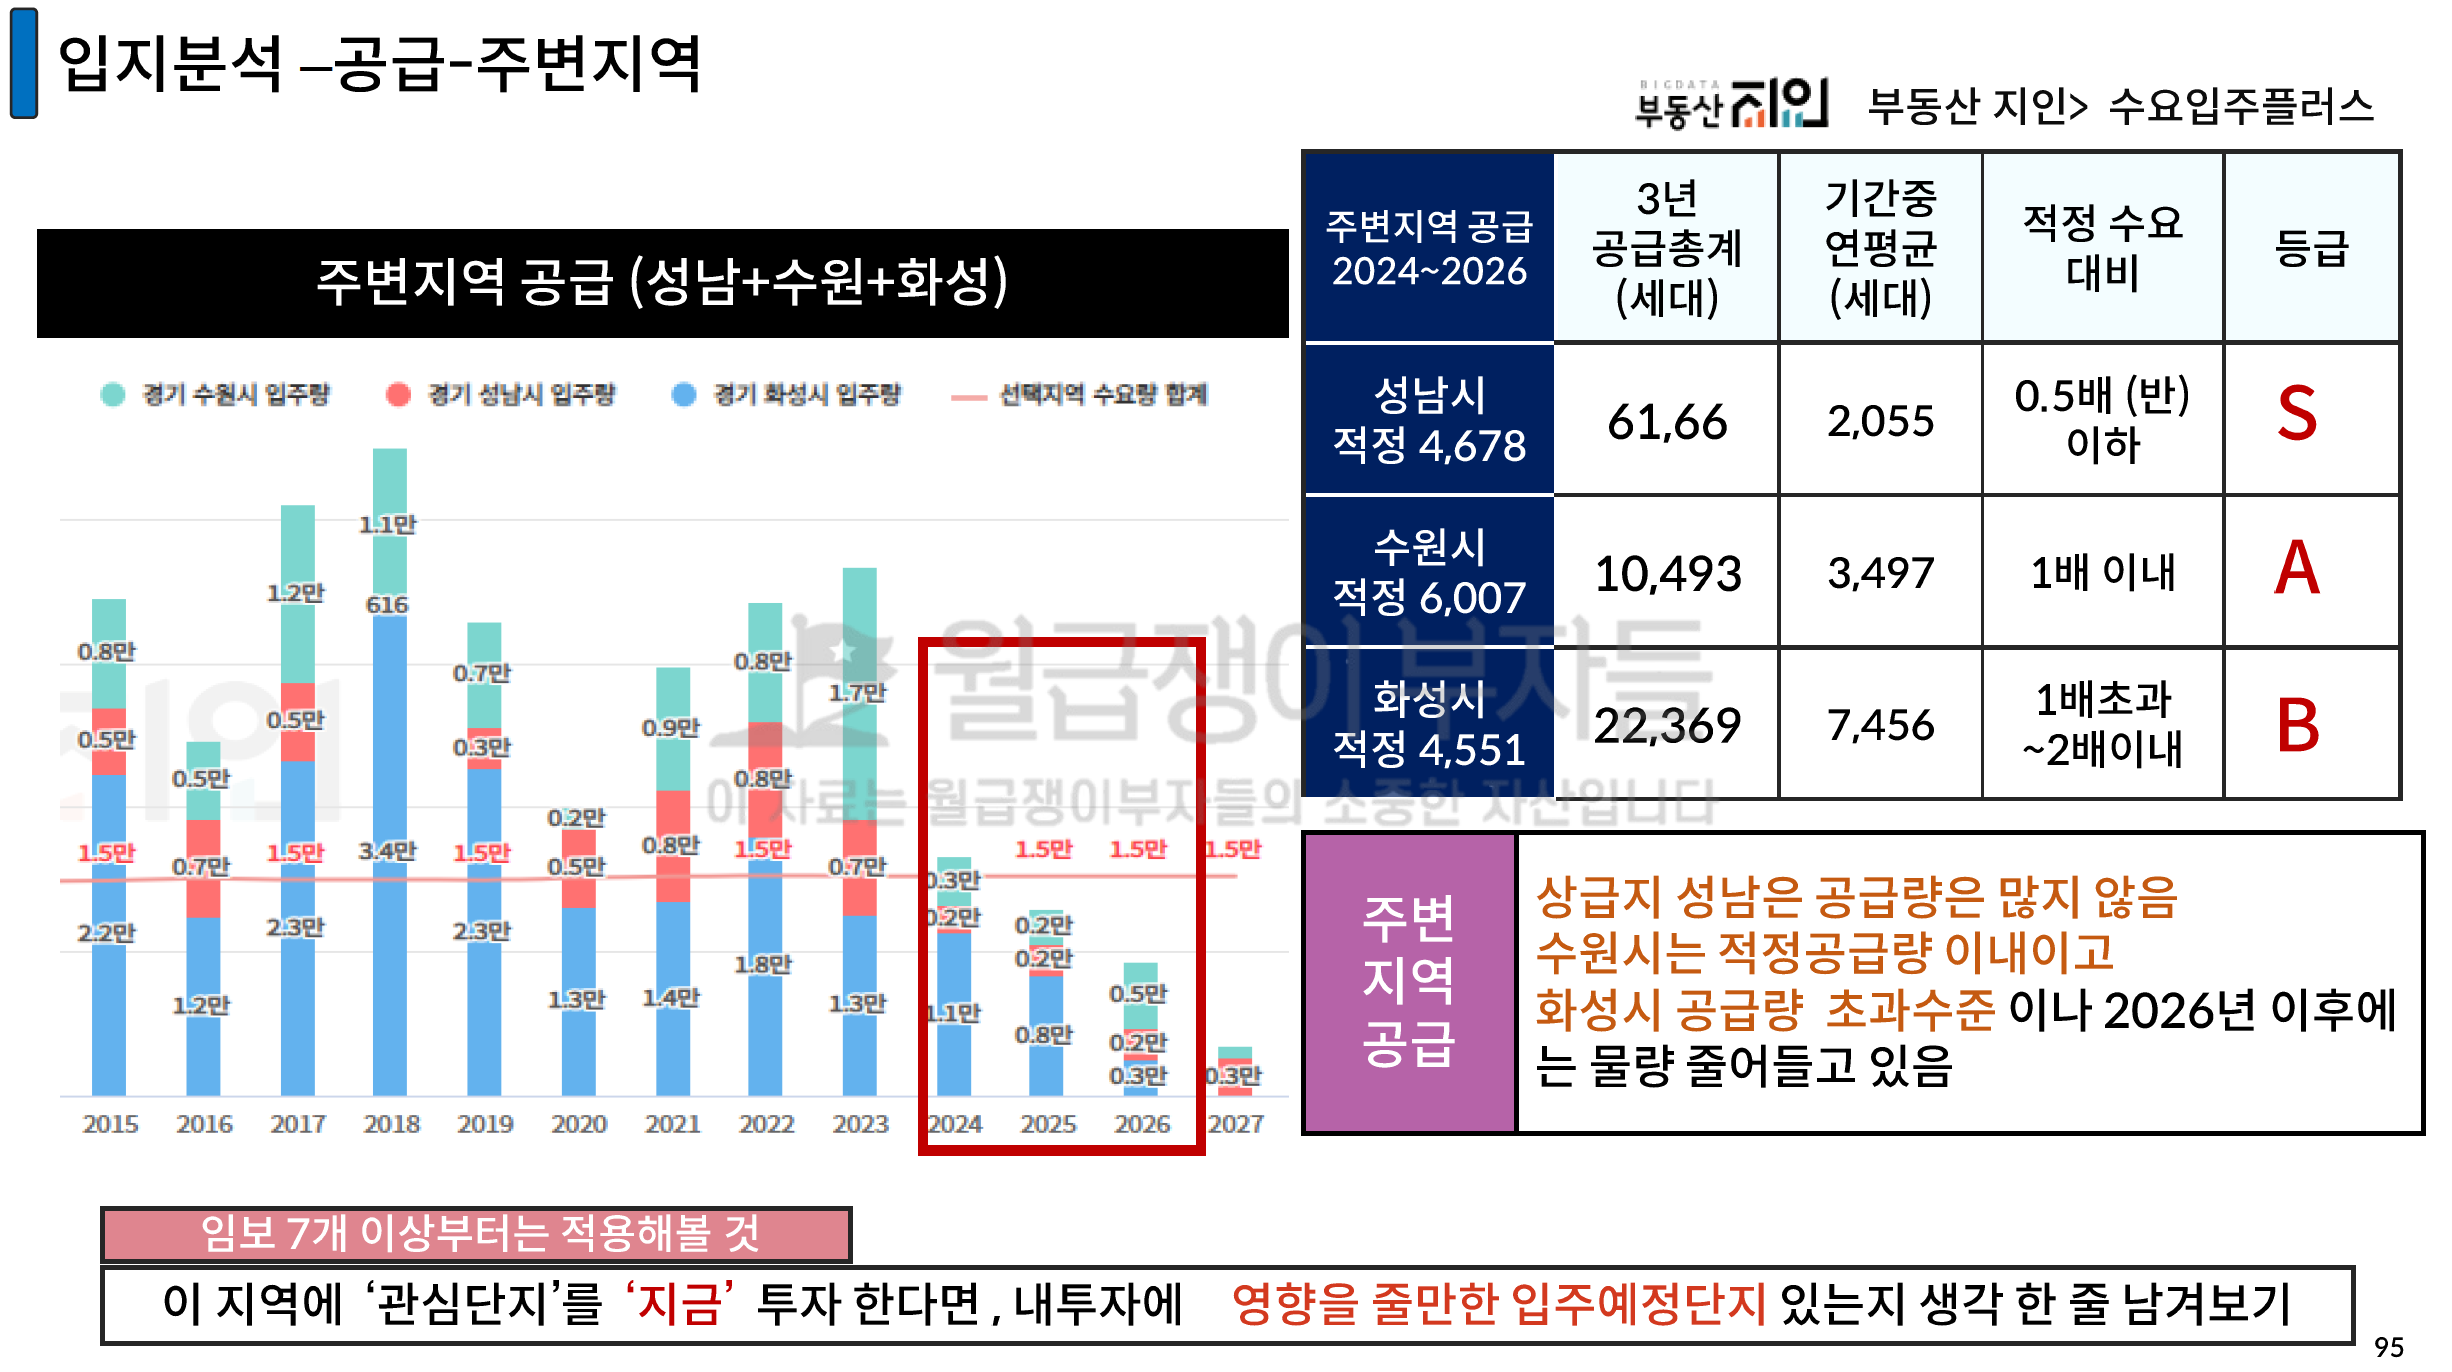 입지분석 –공급-주변지역
BIGDATA
부동산 지인
부동산 지인> 수요입주플러스
주변지역 공급 (성남+수원+화성)
경기 수원시 입주량 경기 성남시 입주량 경기 화성시 입주량 선택지역 수요량 합계
0.8만
0.5만
1.5만
2.2만
0.5만
0.7만
1.2만
1.2만
0.5만
1.5만
2.3만
1.1만
616
3.4만
0.7만
0.3만
1.5만
2.3만
0.2만
0.5만
1.3만
0.9만
0.8만
1.4만
0.8만
0.8만
1.5만
1.8만
1.7만
0.7만
1.3만
0.3만
0.2만
1.1만
1.5만
0.2만
0.2만
0.8만
1.5만
0.5만
0.2만
0.3만
1.5만
0.3만
2015 2016 2017 2018 2019 2020 2021 2022 2023 2024 2025 2026 2027
지인
월급쟁이부자들
이 자료는 월급쟁이부자들의 소중한 자산입니다
주변지역 공급
2024~2026
3년
공급총계
(세대)
기간중
연평균
(세대)
적정 수요
대비
등급
성남시
적정 4,678
61,66
2,055
0.5배 (반)
이하
S
수원시
적정 6,007
10,493
3,497
1배 이내
A
화성시
적정 4,551
22,369
7,456
1배초과
~2배이내
B
주변
지역
공급
상급지 성남은 공급량은 많지 않음
수원시는 적정공급량 이내이고
화성시 공급량 초과수준 이나 2026년 이후에
는 물량 줄어들고 있음
임보 7개 이상부터는 적용해볼 것
이 지역에 ‘관심단지’를 ‘지금’ 투자 한다면 , 내투자에 영향을 줄만한 입주예정단지 있는지 생각 한 줄 남겨보기
95